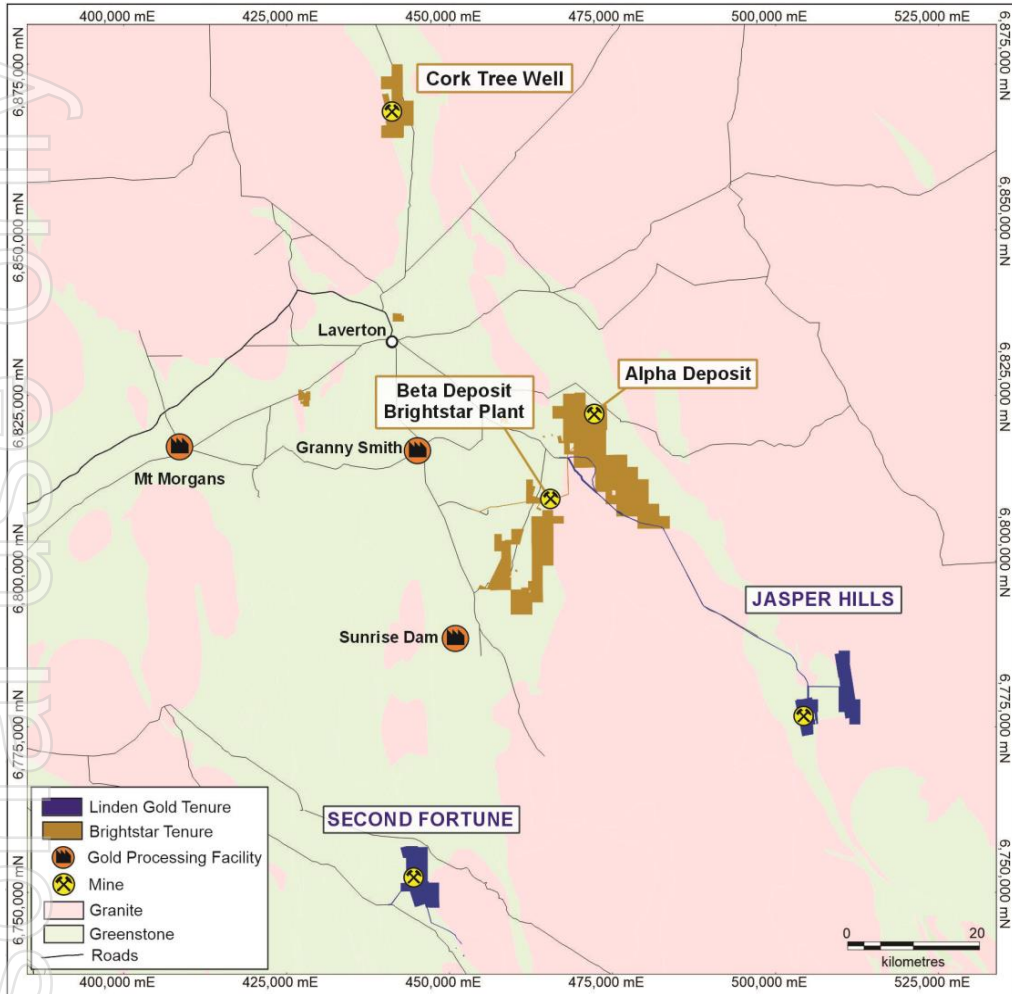 400,000 mE
425,000 mE
450,000 mE
475,000 mE
500,000 mE
525,000 mE
6,875,000 mN
6,875,000 mN
Cork Tree Well
6,850,000 mN
6,850,000 mN
Laverton
6,825,000 mN
6,825,000 mN
Alpha Deposit
Beta Deposit
Brightstar Plant
Granny Smith
Mt Morgans
6,800,000 mN
6,800,000 mN
JASPER HILLS
Sunrise Dam
6,775,000 mN
6,775,000 mN
SECOND FORTUNE
Linden Gold Tenure
Brightstar Tenure
Gold Processing Facility
Mine
Granite
Greenstone
Roads
6,750,000 mN
6,750,000 mN
0 20
kilometres
400,000 mE
425,000 mE
450,000 mE
475,000 mE
500,000 mE
525,000 mE